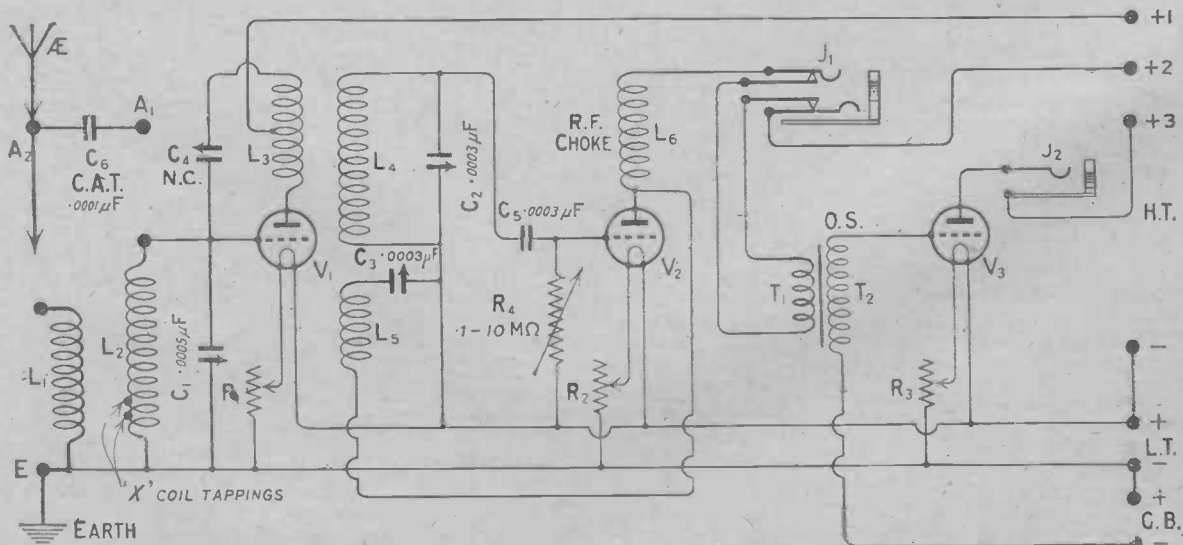 Æ
+1
J1
+2
A1
A2
C6
C.A.T.
.0001µF
C4
N.C.
L3
L4
C2 .0003µF
R.F.
CHOKE
L6
+3
J2
H.T.
C5 .0003µF
V1
C3 .0003µF
V2
O.S.
V3
T1
T2
L1
L2
C1 .0005µF
L5
R4
.1-10 MΩ
R2
R3
-
+
L.T.
-
+
G.B.
-
E
'X' COIL TAPPINGS
EARTH